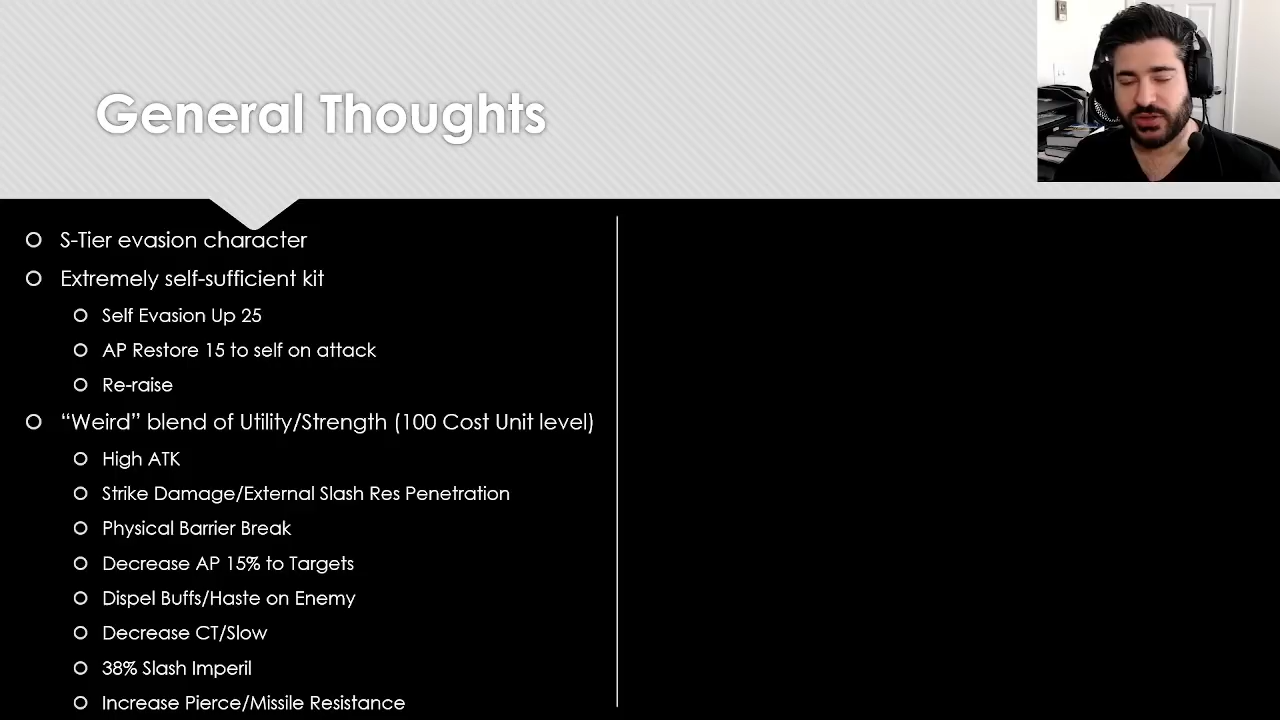 General Thoughts
S-Tier evasion character
Extremely self-sufficient kit
Self Evasion Up 25
AP Restore 15 to self on attack
Re-raise
“Weird” blend of Utility/Strength (100 Cost Unit level)
High ATK
Strike Damage/External Slash Res Penetration
Physical Barrier Break
Decrease AP 15% to Targets
Dispel Buffs/Haste on Enemy
Decrease CT/Slow
38% Slash Imperil
Increase Pierce/Missile Resistance